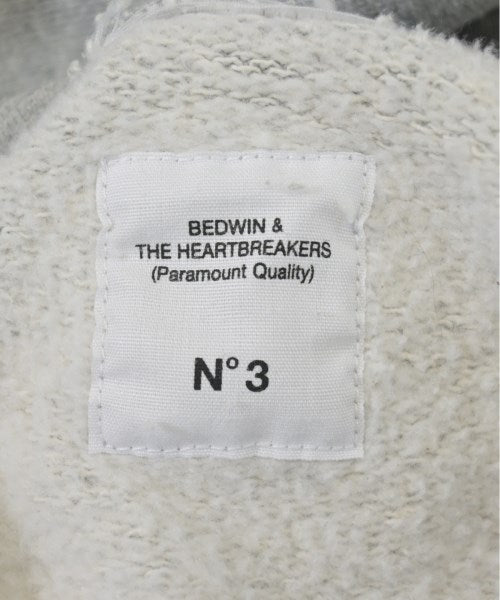 BEDWIN &
THE HEARTBREAKERS
(Paramount Quality)
N° 3